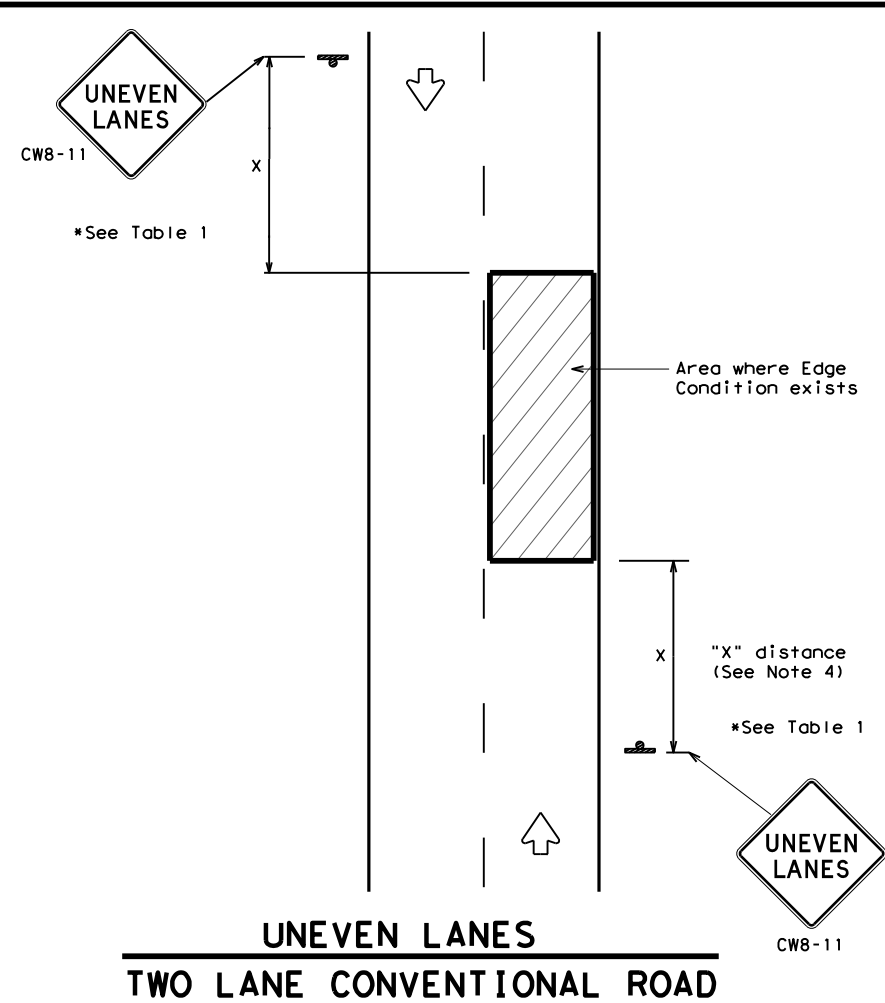 UNEVEN
LANES
CW8-11
X
*See Table 1
Area where Edge
Condition exists
X
"X" distance
(See Note 4)
*See Table 1
UNEVEN
LANES
CW8-11
UNEVEN LANES
TWO LANE CONVENTIONAL ROAD